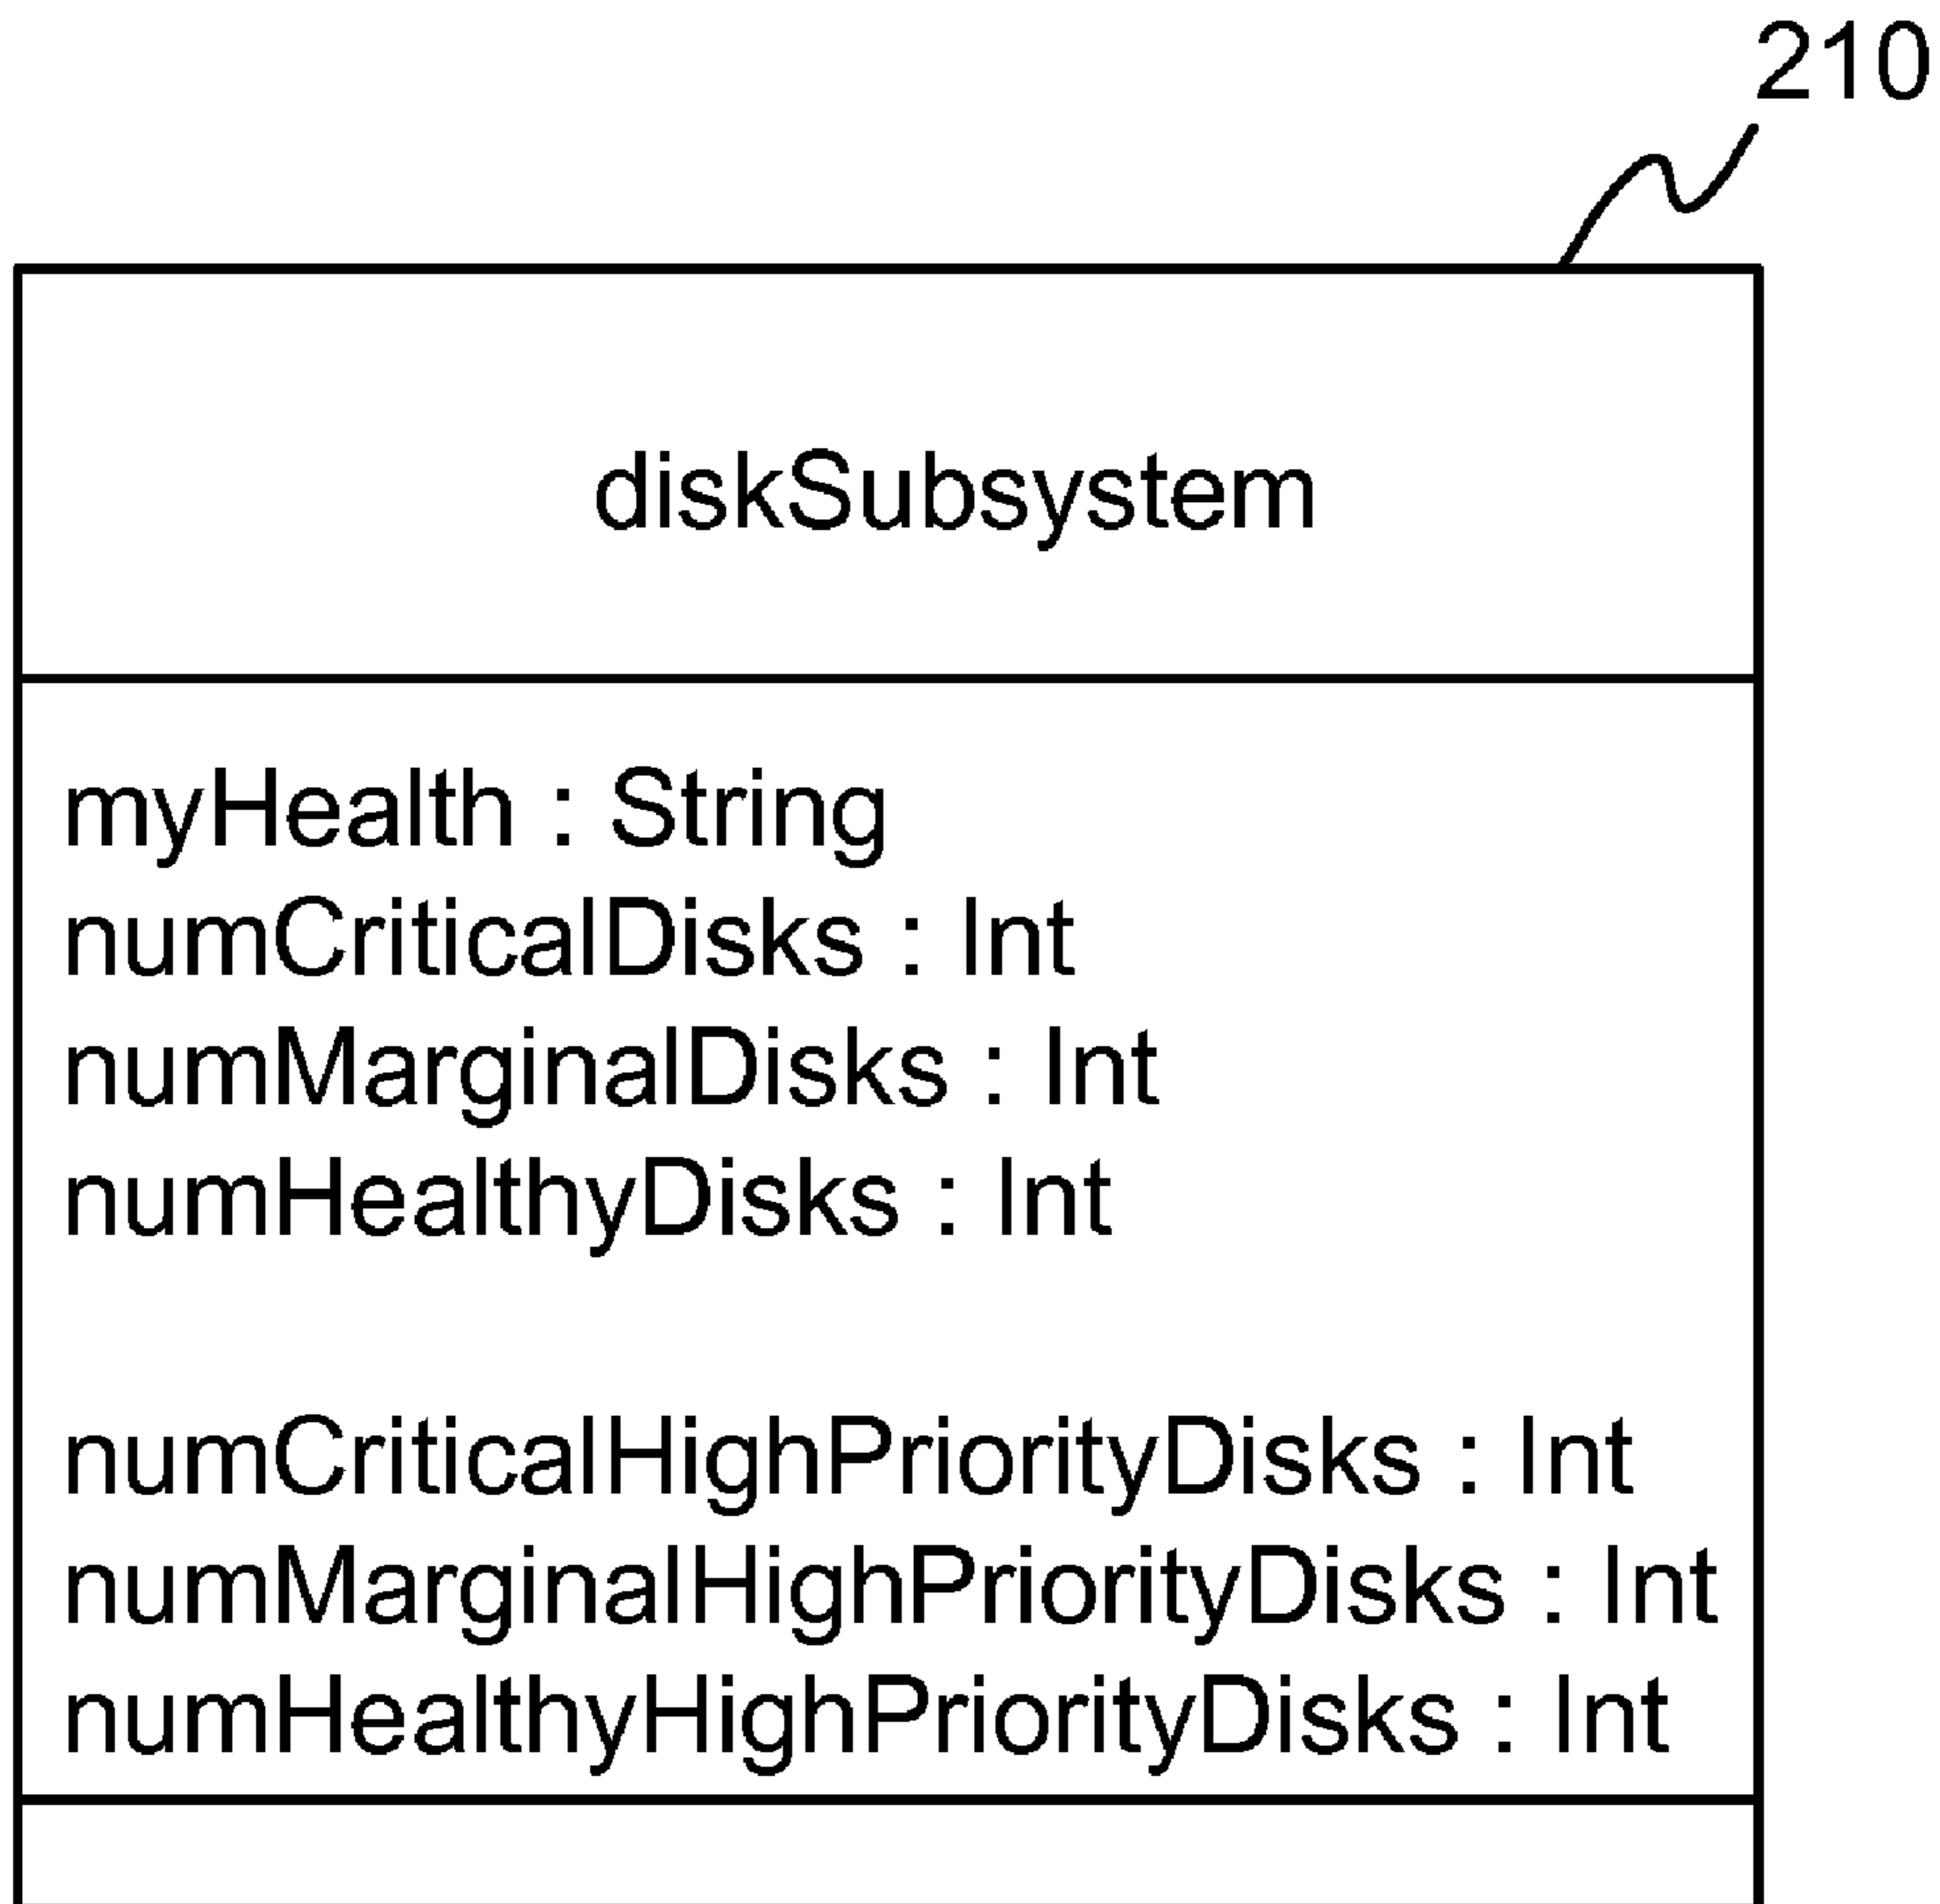 210
diskSubsystem
myHealth : String
numCriticalDisks : Int
numMarginalDisks : Int
numHealthyDisks : Int
numCriticalHighPriorityDisks : Int
numMarginalHighPriorityDisks : Int
numHealthyHighPriorityDisks : Int